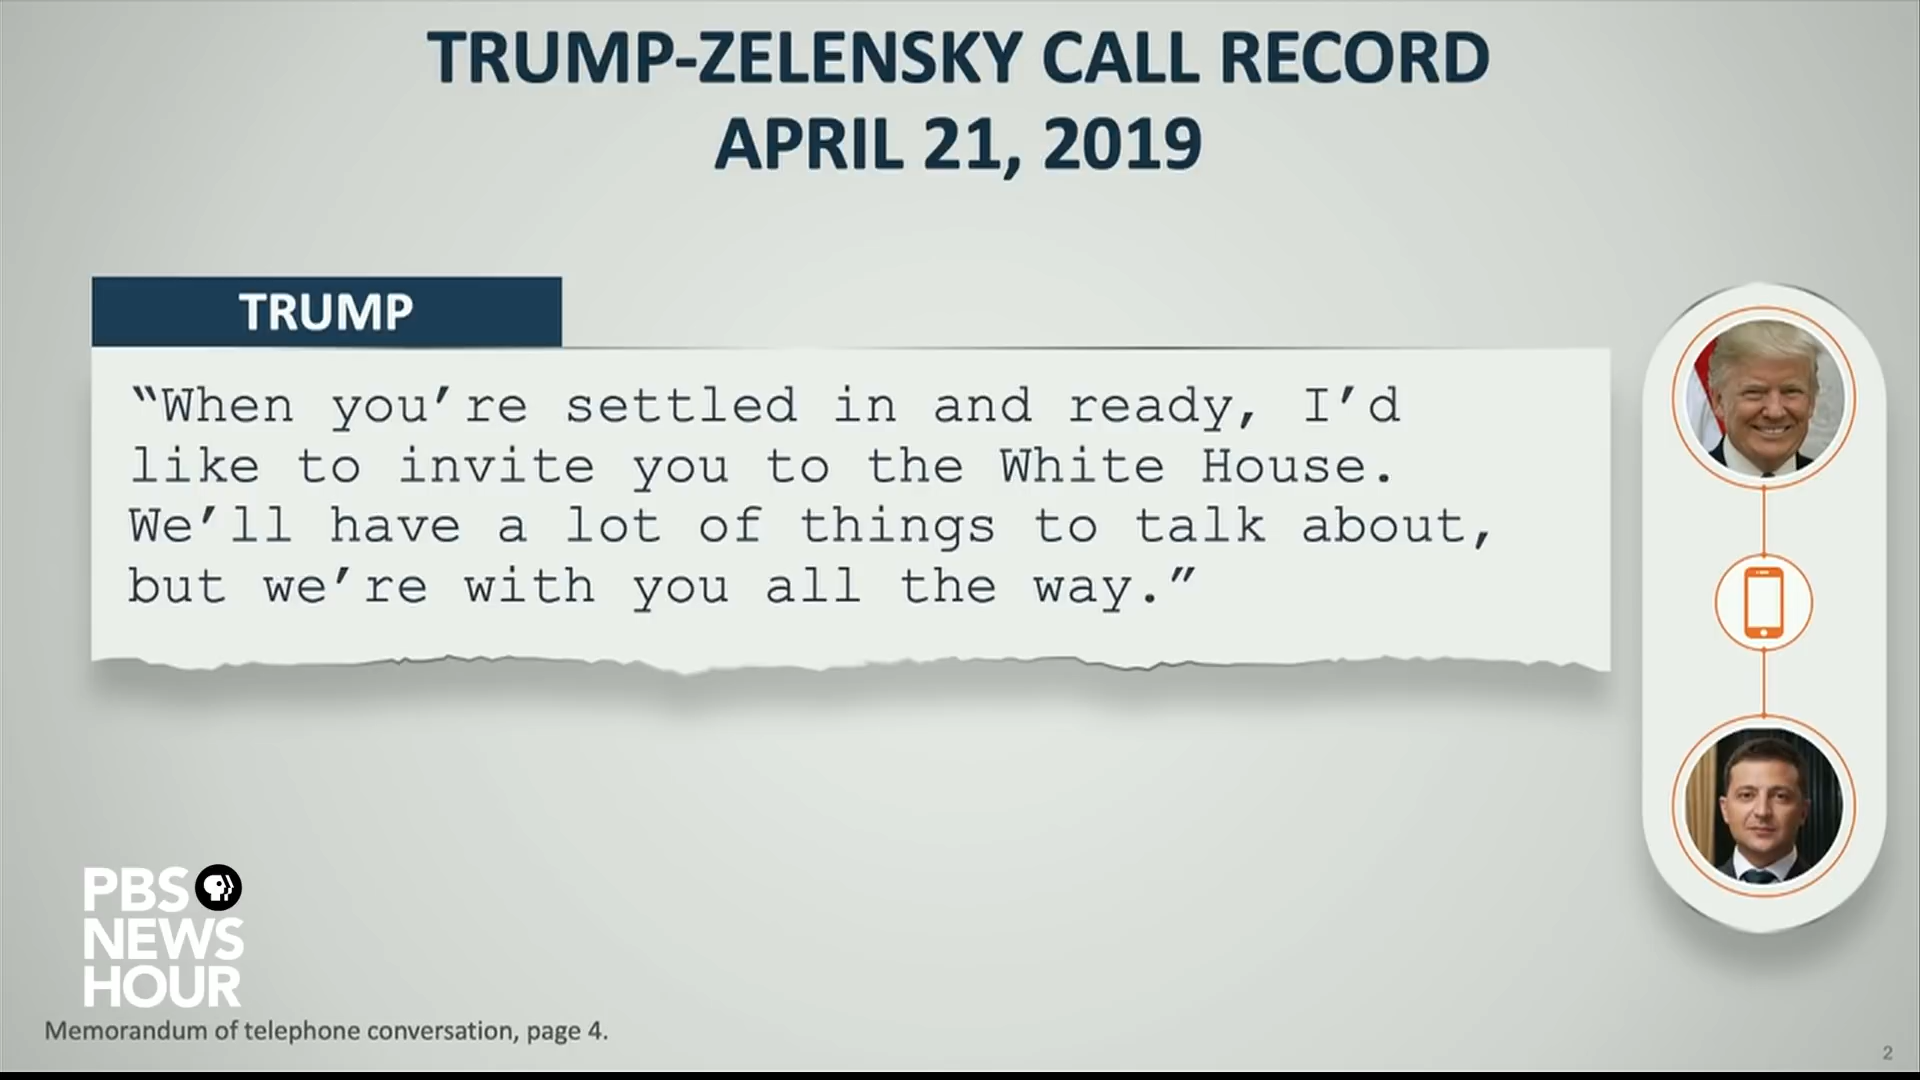 TRUMP-ZELENSKY CALL RECORD
APRIL 21, 2019
TRUMP
“When you’re settled in and ready, I’d
like to invite you to the White House.
We’ll have a lot of things to talk about,
but we’re with you all the way.”
PBS
NEWS
HOUR
Memorandum of telephone conversation, page 4.
2